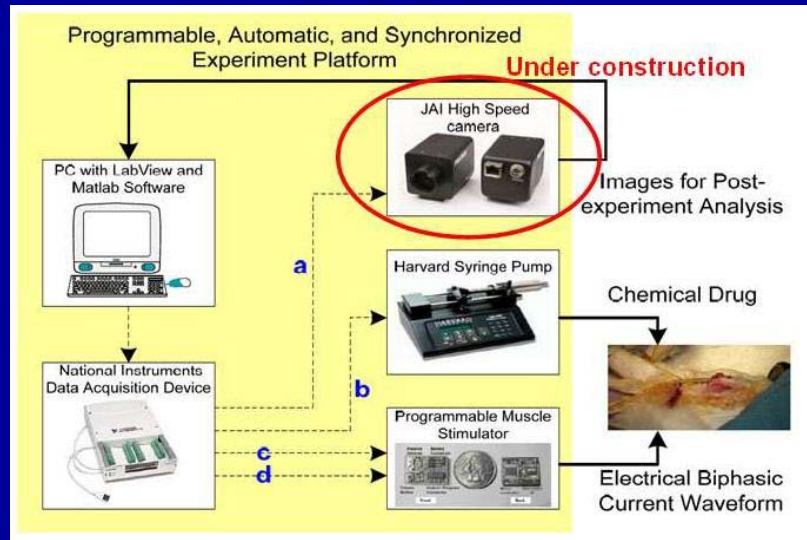 Programmable, Automatic, and Synchronized
Experiment Platform
Under construction
JAI High Speed
camera
PC with LabView and
Matlab Software
Images for Post-
experiment Analysis
a
Harvard Syringe Pump
Chemical Drug
National Instruments
Data Acquisition Device
b
Programmable Muscle
Stimulator
c
d
Electrical Biphasic
Current Waveform